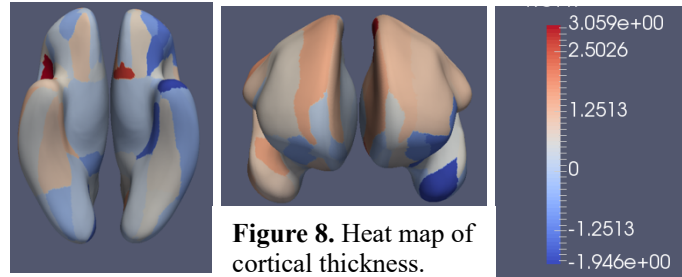 3.059e+00
2.5026
1.2513
0
-1.2513
-1.946e+00
Figure 8. Heat map of
cortical thickness.